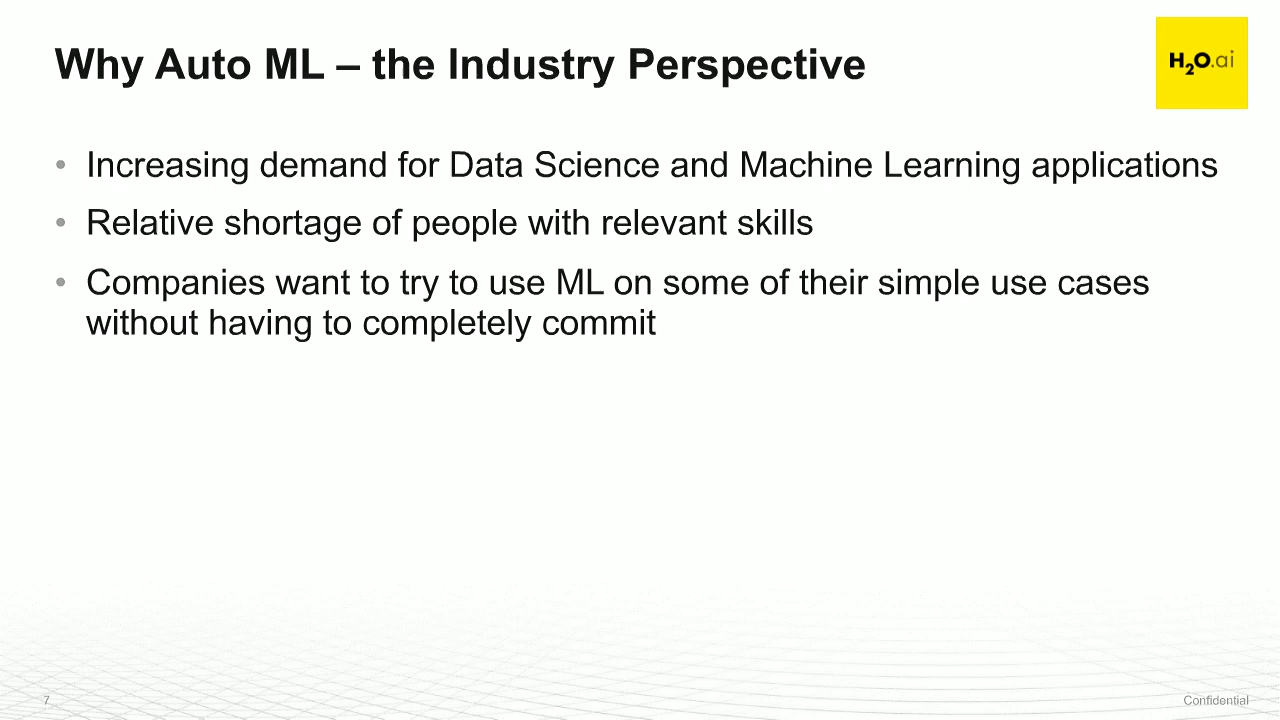 Why Auto ML – the Industry Perspective
H2O.ai
• Increasing demand for Data Science and Machine Learning applications
• Relative shortage of people with relevant skills
• Companies want to try to use ML on some of their simple use cases
without having to completely commit
7
Confidential